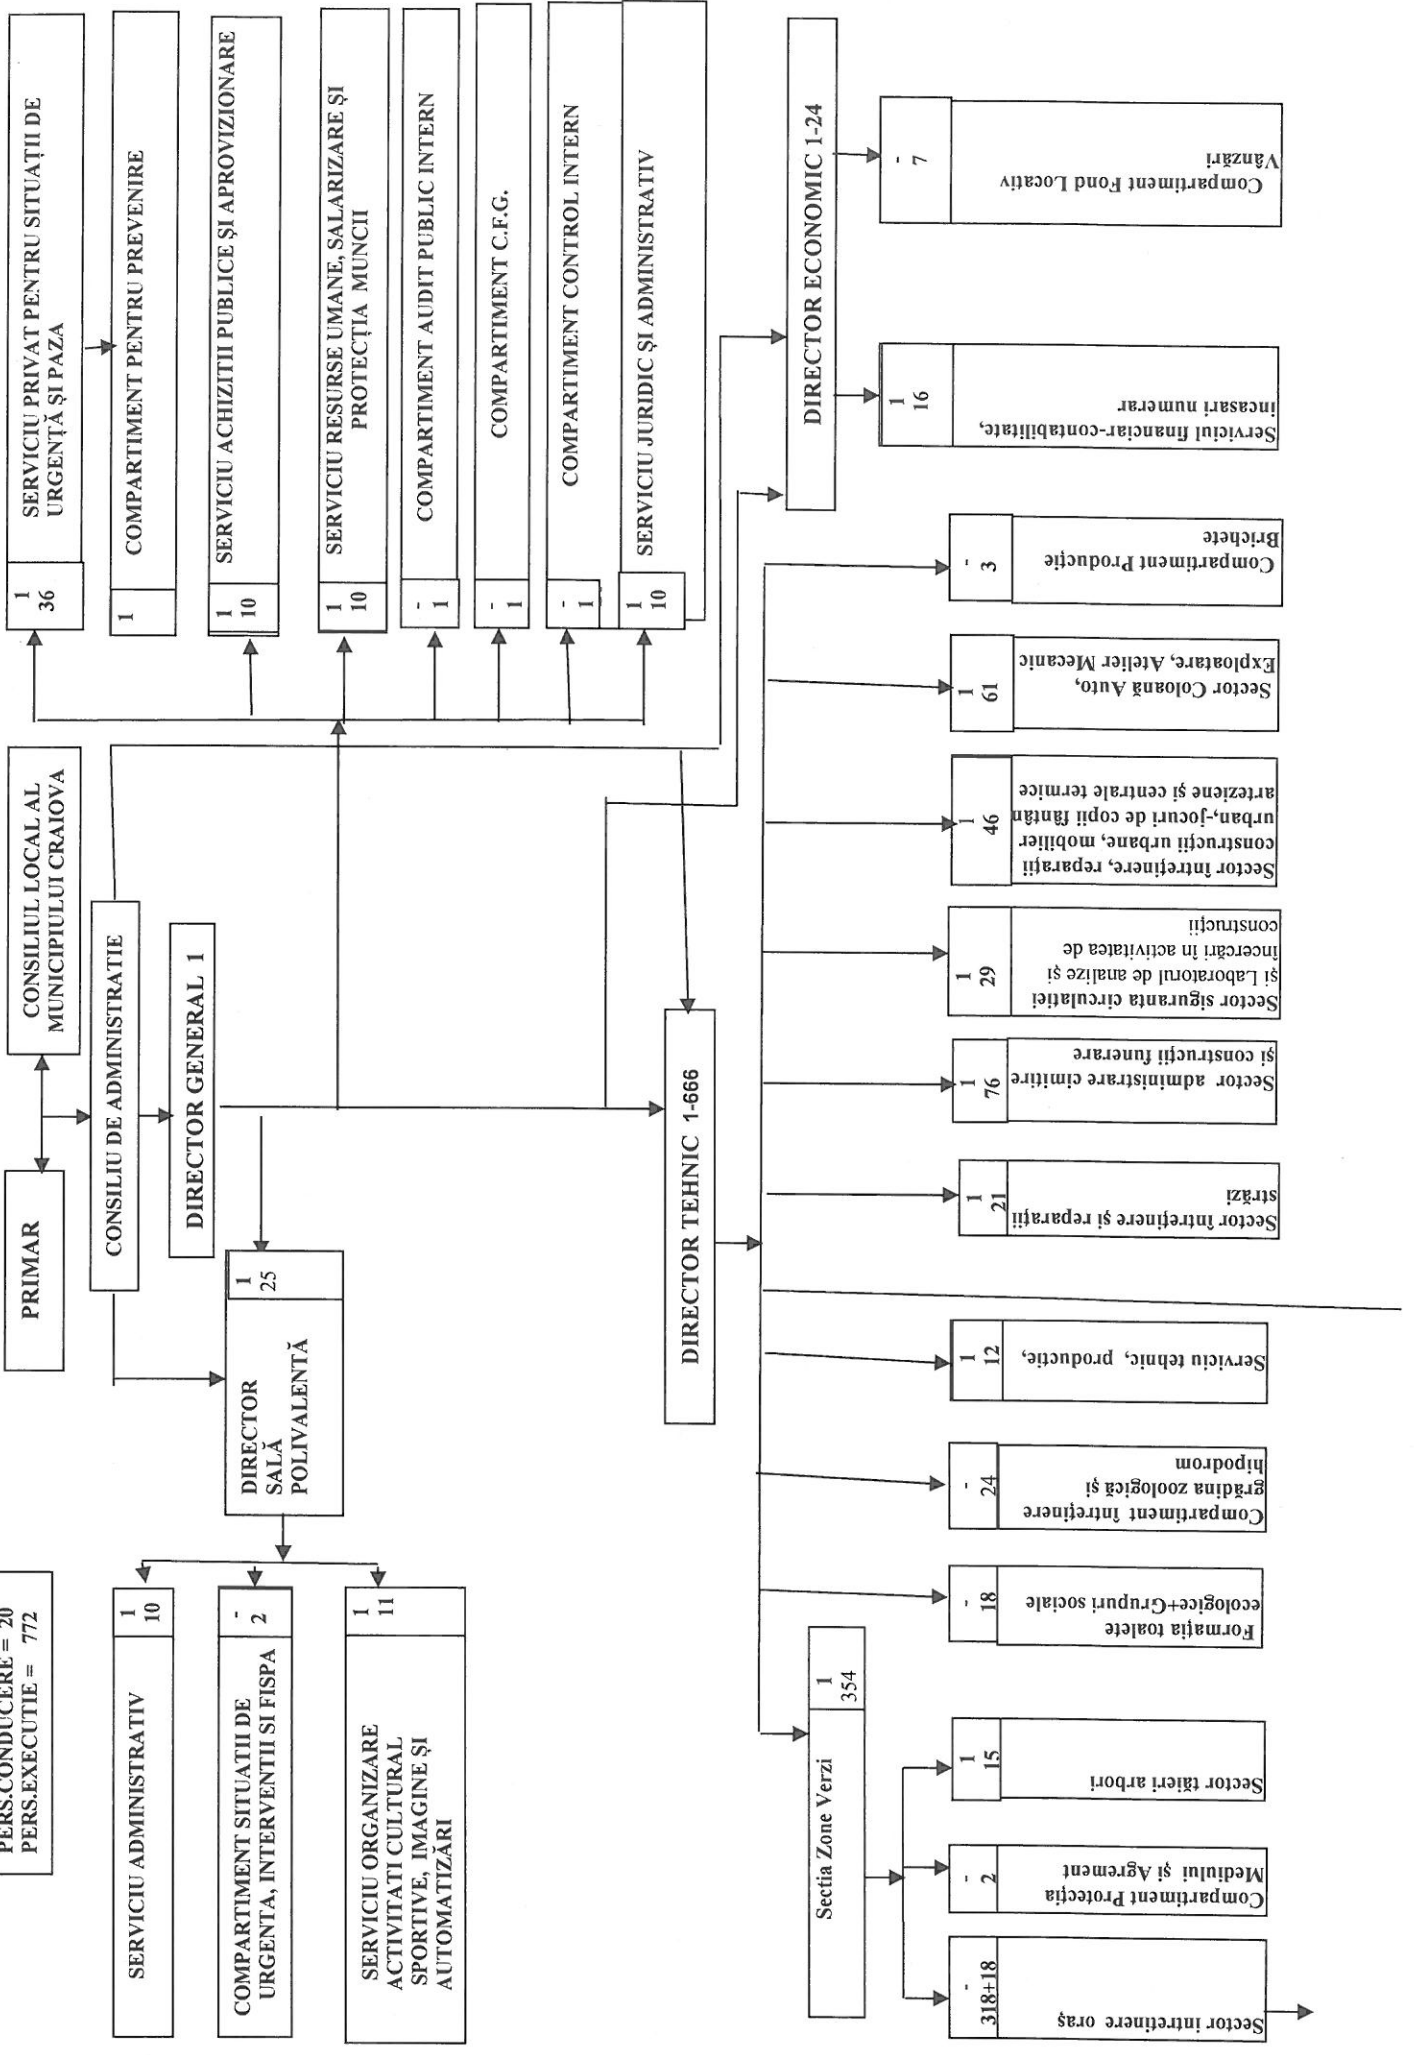 PERS.CONDUCERE = 20
PERS.EXECUTIE = 772
PRIMAR
CONSILIUL LOCAL AL
MUNICIPIULUI CRAIOVA
CONSILIU DE ADMINISTRATIE
DIRECTOR GENERAL 1
SERVICIU PRIVAT PENTRU SITUAȚII DE
URGENȚĂ ȘI PAZA
1
36
COMPARTIMENT PENTRU PREVENIRE
1
SERVICIU ACHIZITII PUBLICE ȘI APROVIZIONARE
1
10
SERVICIU RESURSE UMANE, SALARIZARE ȘI
PROTECȚIA MUNCII
1
10
COMPARTIMENT AUDIT PUBLIC INTERN
-
1
COMPARTIMENT C.F.G.
-
1
COMPARTIMENT CONTROL INTERN
-
1
SERVICIU JURIDIC ȘI ADMINISTRATIV
1
10
DIRECTOR
SALĂ
POLIVALENTĂ
1
25
SERVICIU ADMINISTRATIV
1
10
COMPARTIMENT SITUATII DE
URGENTA, INTERVENTII SI FISPA
-
2
SERVICIU ORGANIZARE
ACTIVITATI CULTURAL
SPORTIVE, IMAGINE ȘI
AUTOMATIZĂRI
1
11
DIRECTOR TEHNIC 1-666
DIRECTOR ECONOMIC 1-24
Sectia Zone Verzi
1
354
-
318+18
Sector intretinere oraș
-
2
Compartiment Protecția
Mediului și Agrement
1
15
Sector tăieri arbori
-
18
Formația toalete
ecologice+Grupuri sociale
-
24
Compartiment întreținere
grădina zoologică și
hipodrom
1
12
Serviciu tehnic, productie,
1
21
Sector întreținere și reparații
străzi
1
76
Sector administrare cimitire
și construcții funerare
1
29
Sector siguranta circulatiei
și Laboratorul de analize și
încercări în activitatea de
construcții
1
46
Sector întreținere, reparații
construcții urbane, mobilier
urban,-jocuri de copii fântân
arteziene și centrale termice
1
61
Sector Coloană Auto,
Exploatare, Atelier Mecanic
-
3
Compartiment Producție
Brichete
1
16
Serviciul financiar-contabilitate,
incasari numerar
-
7
Compartiment Fond Locativ
Vânzări